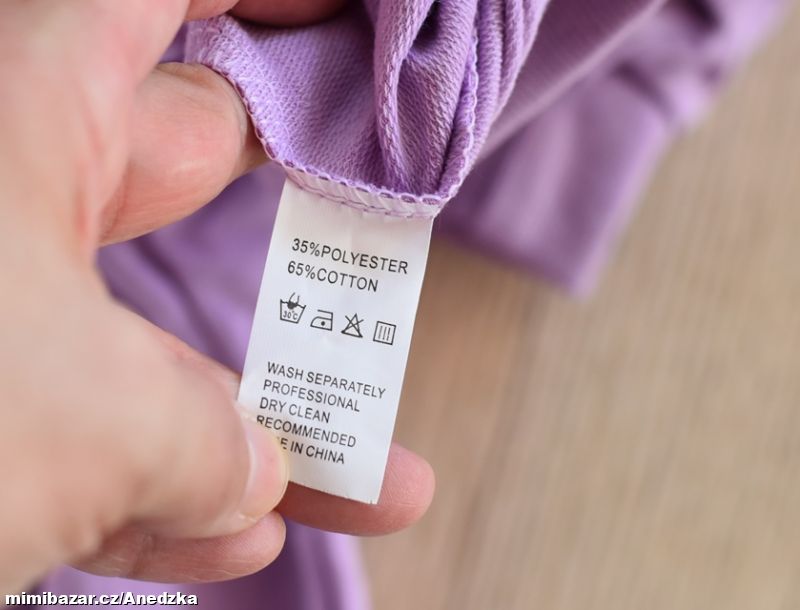 35%POLYESTER
65%COTTON
30°C
WASH SEPARATELY
PROFESSIONAL
DRY CLEAN
RECOMMENDED
IN CHINA
mimibazar.cz/Anedzka